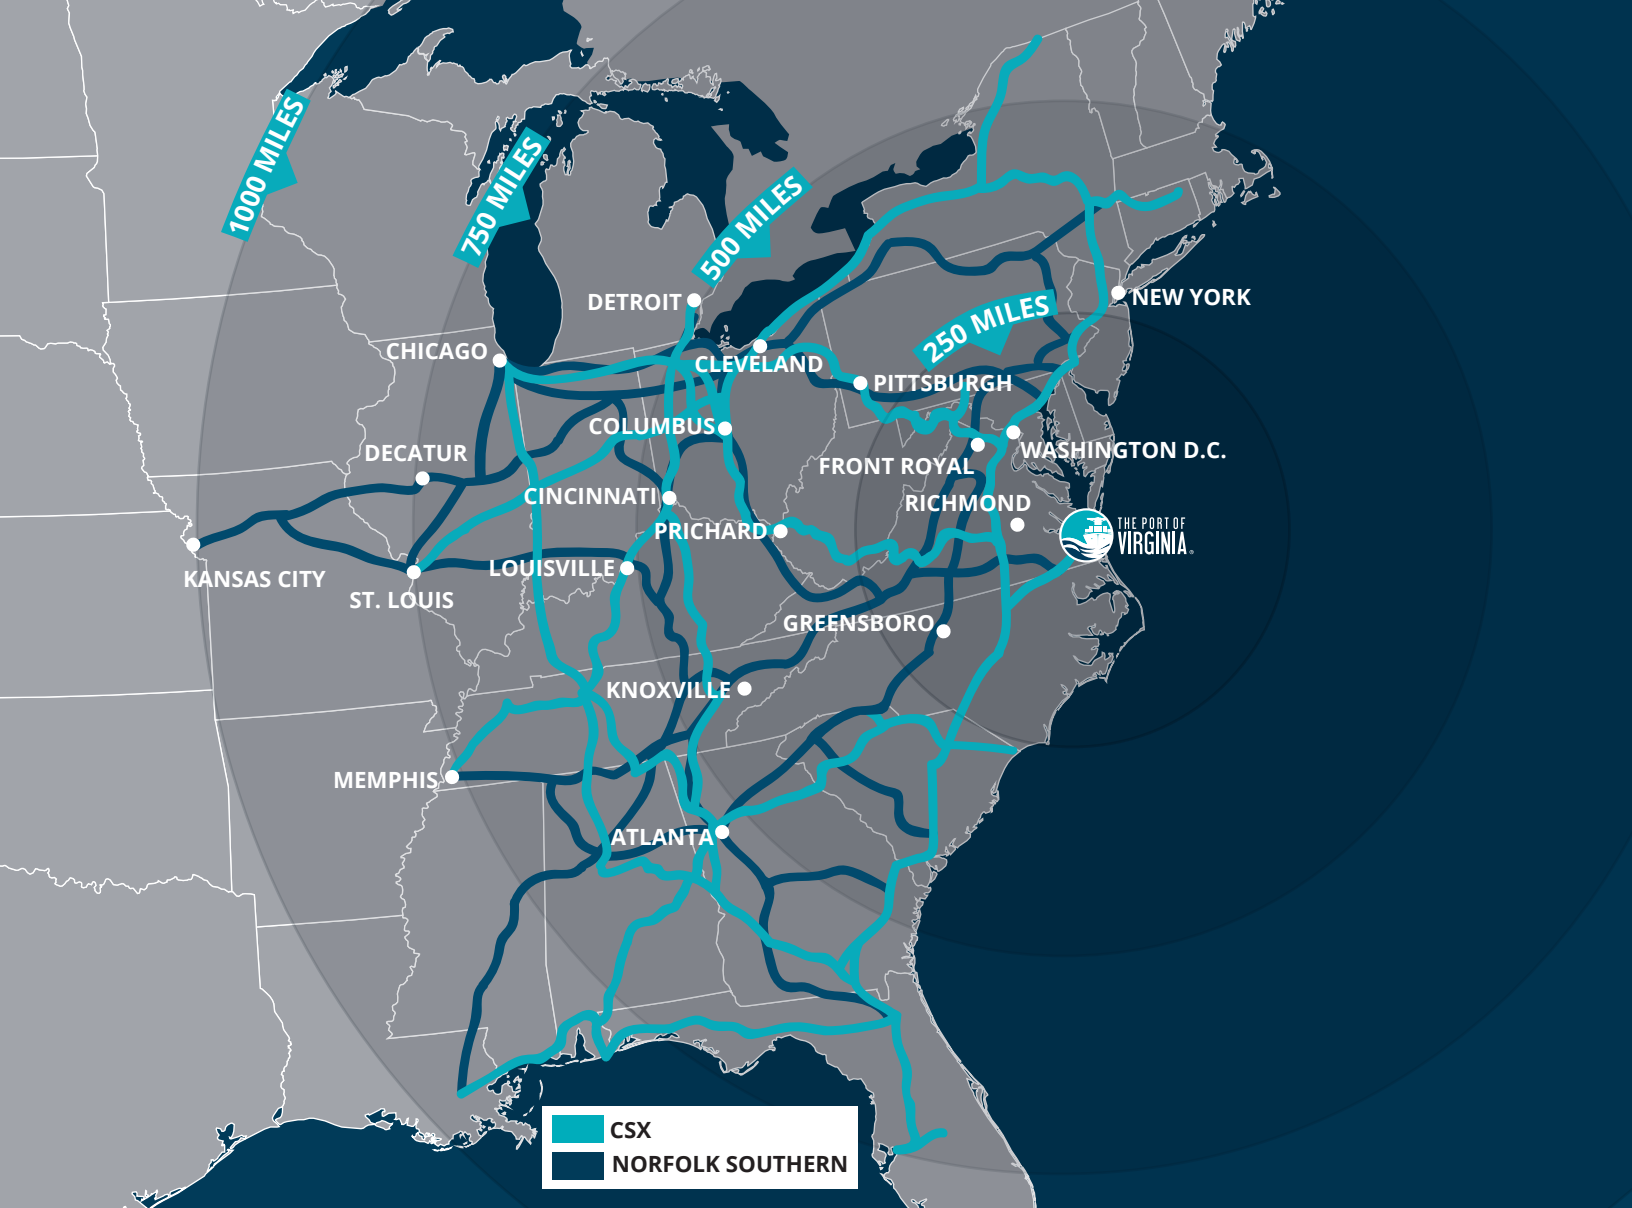 1000 MILES
750 MILES
500 MILES
250 MILES
DETROIT
NEW YORK
CHICAGO
CLEVELAND
PITTSBURGH
COLUMBUS
DECATUR
WASHINGTON D.C.
FRONT ROYAL
CINCINNATI
RICHMOND
PRICHARD
THE PORT OF
VIRGINIA®
LOUISVILLE
KANSAS CITY
ST. LOUIS
GREENSBORO
KNOXVILLE
MEMPHIS
ATLANTA
CSX
NORFOLK SOUTHERN